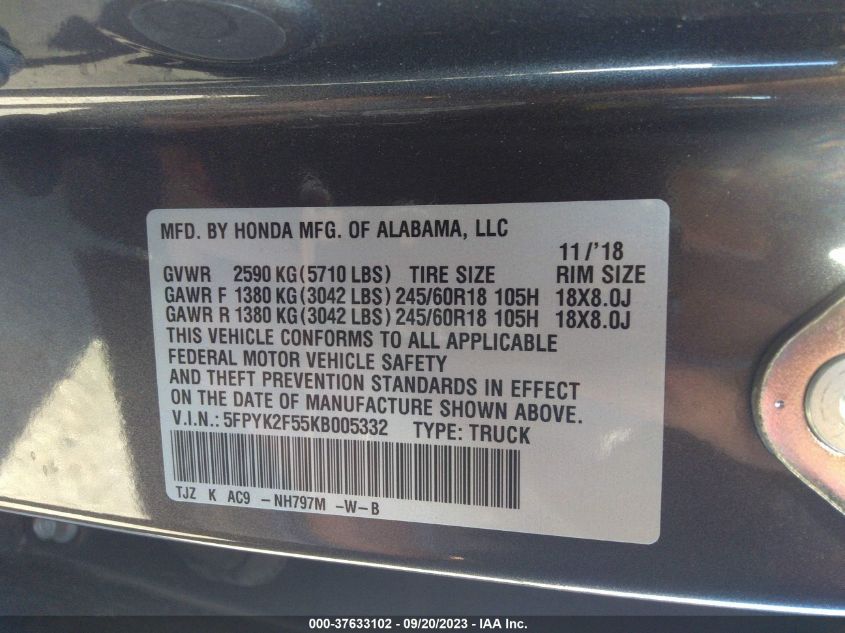 MFD. BY HONDA MFG. OF ALABAMA, LLC
11/'18
GVWR 2590 KG (5710 LBS) TIRE SIZE RIM SIZE
GAWR F 1380 KG (3042 LBS) 245/60R18 105H 18X8.0J
GAWR R 1380 KG (3042 LBS) 245/60R18 105H 18X8.0J
THIS VEHICLE CONFORMS TO ALL APPLICABLE
FEDERAL MOTOR VEHICLE SAFETY
AND THEFT PREVENTION STANDARDS IN EFFECT
ON THE DATE OF MANUFACTURE SHOWN ABOVE.
V.I.N.: 5FPYK2F55KB005332 TYPE: TRUCK
TJZ K AC9 -NH797M -W-B
000-37633102 - 09/20/2023 - IAA Inc.